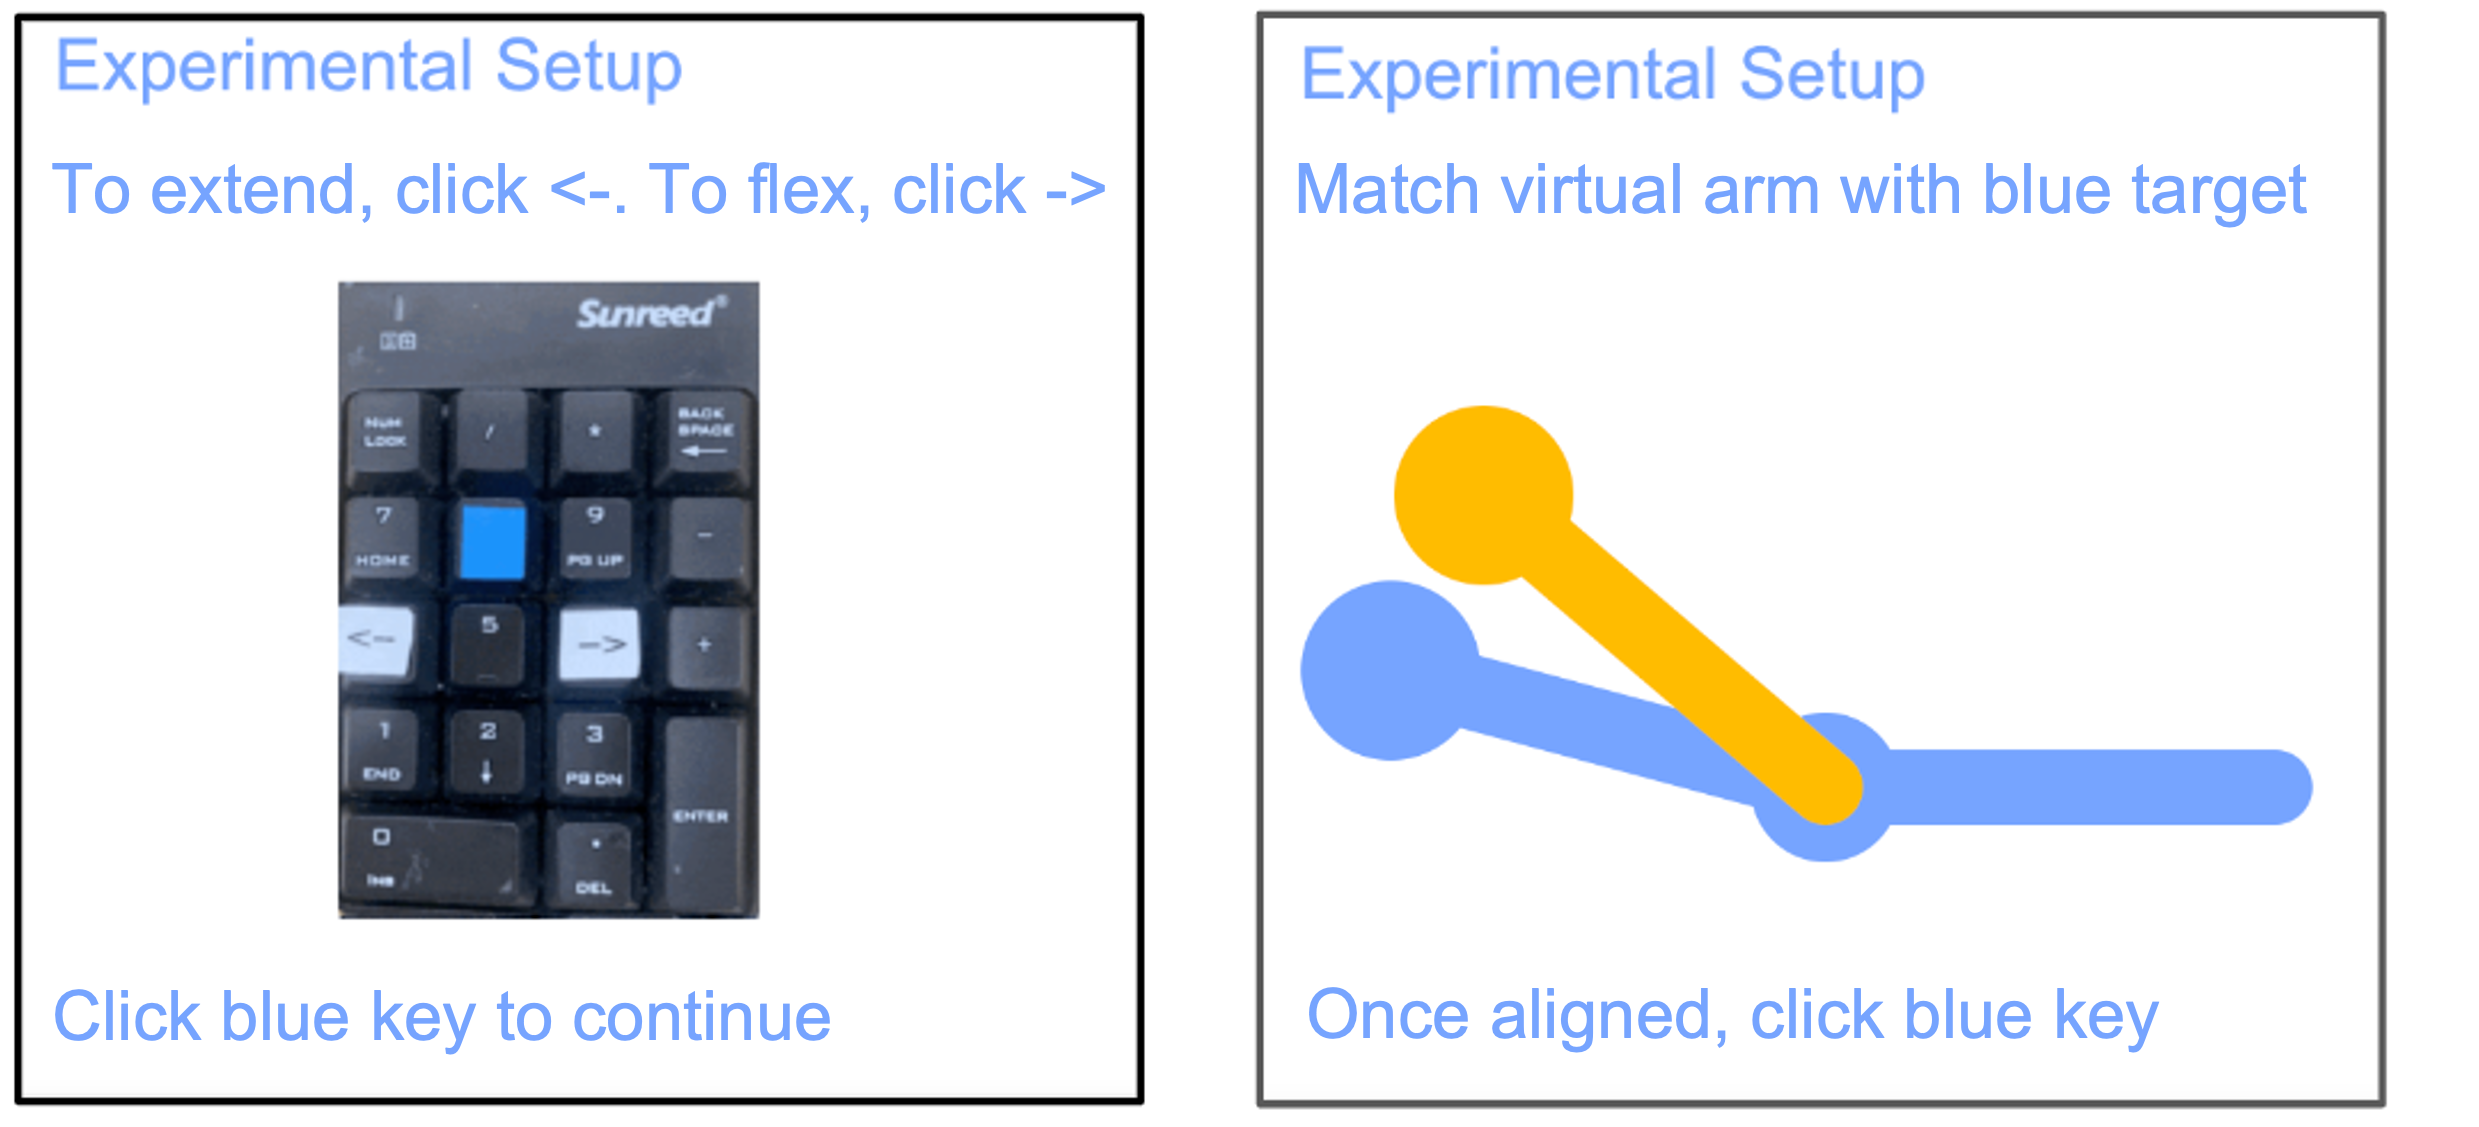 Experimental Setup
To extend, click <-. To flex, click ->
Sunreed®
NUM LOCK
/
*
BACK SPACE
←
7
HOME
9
PG UP
-
<--
5
-->
+
1
END
2
↓
3
PG DN
ENTER
0
INS
.
DEL
Click blue key to continue
Experimental Setup
Match virtual arm with blue target
Once aligned, click blue key